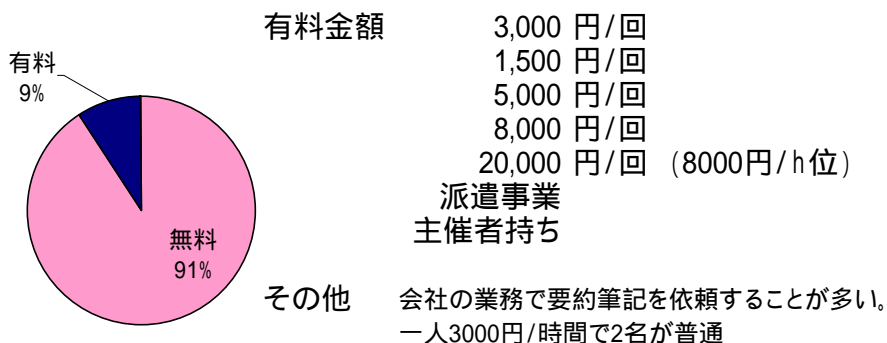 有料
9%
無料
91%
有料金額 3,000 円/回
1,500 円/回
5,000 円/回
8,000 円/回
20,000 円/回 (8000円/h位)
派遣事業
主催者持ち
その他 会社の業務で要約筆記を依頼することが多い。
一人3000円/時間で2名が普通